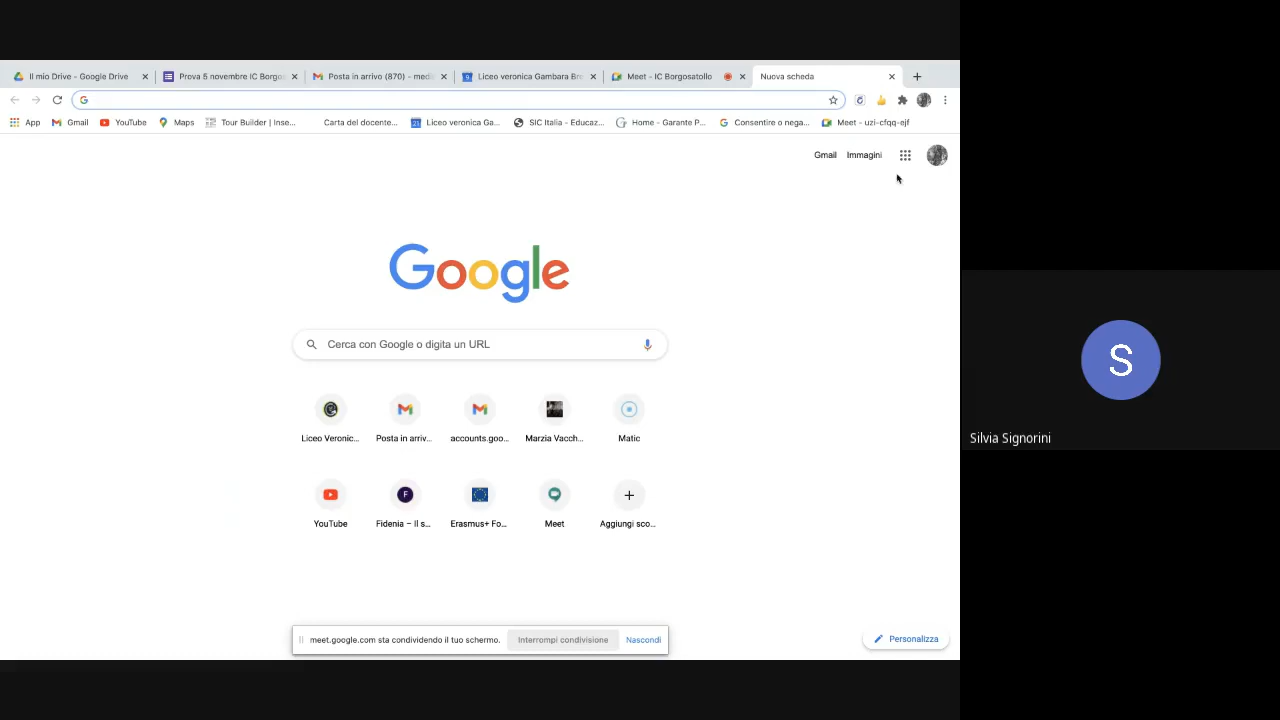 Il mio Drive - Google Drive
Prova 5 novembre IC Borgo
Posta in arrivo (870) - med
Liceo veronica Gambara Bre
Meet - IC Borgosatollo
Nuova scheda
App
Gmail
YouTube
Maps
Tour Builder | Inse...
Carta del docente...
Liceo veronica Ga...
SIC Italia - Educaz...
Home - Garante P...
Consentire o nega...
Meet - uzi-cfqq-ejf
Gmail
Immagini
Google
Cerca con Google o digita un URL
Liceo Veronic...
Posta in arriv...
accounts.goo...
Marzia Vacch...
Matic
F
YouTube
Fidenia – Il s...
Erasmus+ Fo...
Meet
Aggiungi sco...
meet.google.com sta condividendo il tuo schermo.
Interrompi condivisione
Nascondi
Personalizza
S
Silvia Signorini